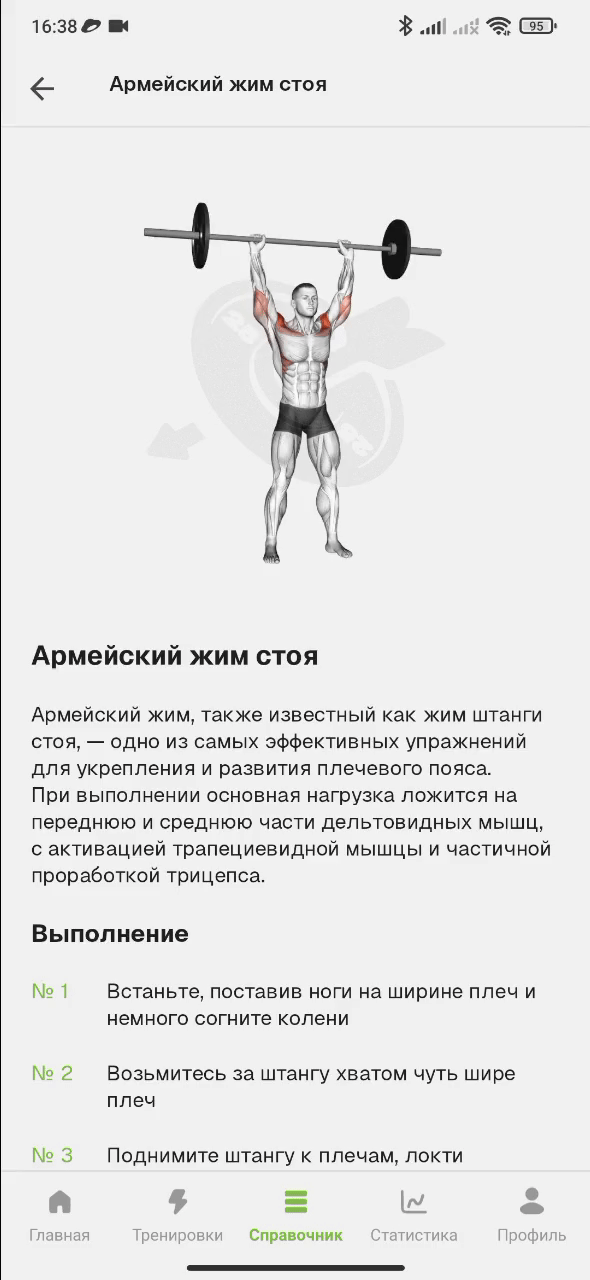 16:38
95
Армейский жим стоя
Армейский жим стоя
Армейский жим, также известный как жим штанги
стоя, — одно из самых эффективных упражнений
для укрепления и развития плечевого пояса.
При выполнении основная нагрузка ложится на
переднюю и среднюю части дельтовидных мышц,
с активацией трапециевидной мышцы и частичной
проработкой трицепса.
Выполнение
№ 1 Встаньте, поставив ноги на ширине плеч и
немного согните колени
№ 2 Возьмитесь за штангу хватом чуть шире
плеч
№ 3 Поднимите штангу к плечам, локти
Главная Тренировки Справочник Статистика Профиль